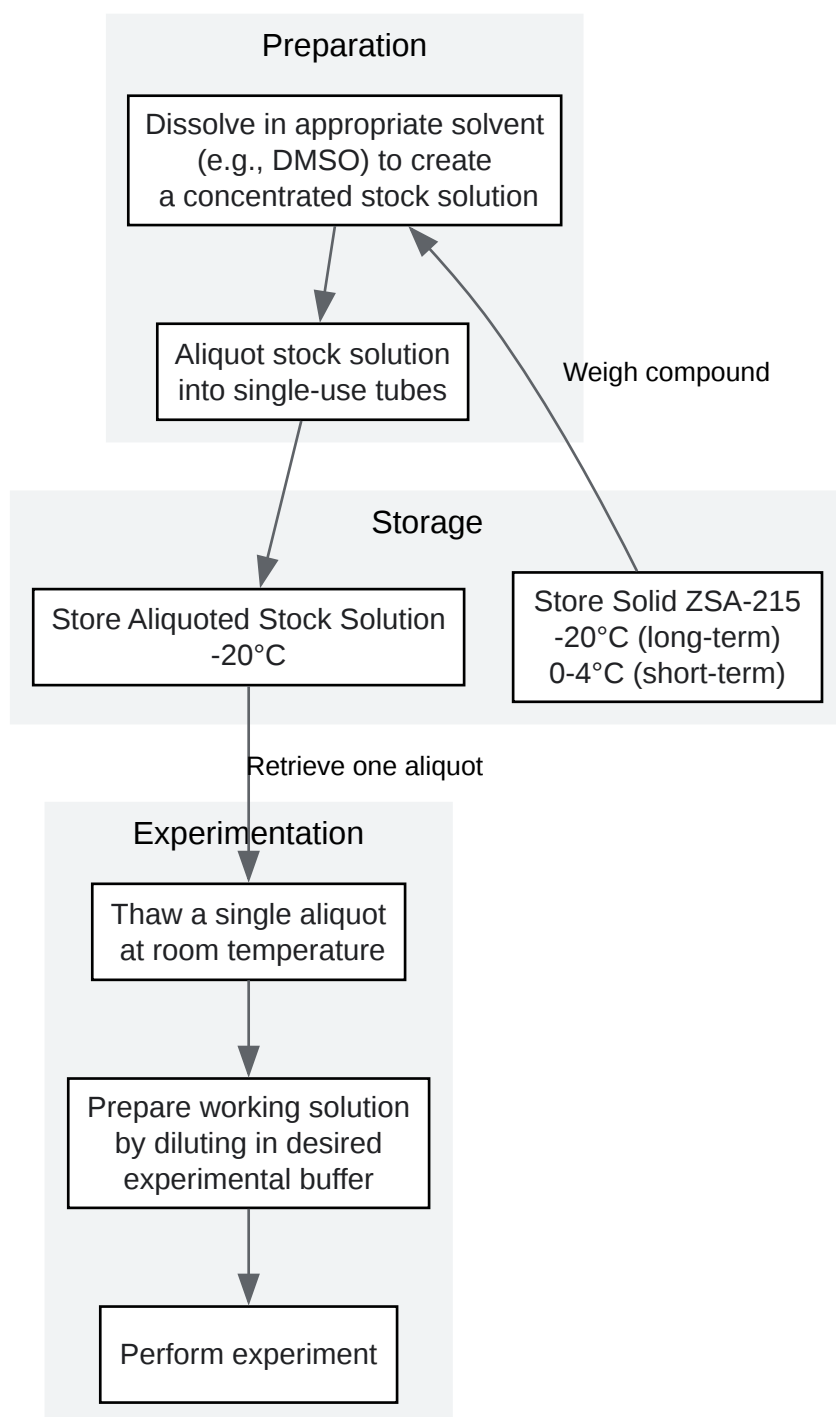 Preparation
Dissolve in appropriate solvent
(e.g., DMSO) to create
a concentrated stock solution
Aliquot stock solution
into single-use tubes
Weigh compound
Storage
Store Aliquoted Stock Solution
-20°C
Store Solid ZSA-215
-20°C (long-term)
0-4°C (short-term)
Retrieve one aliquot
Experimentation
Thaw a single aliquot
at room temperature
Prepare working solution
by diluting in desired
experimental buffer
Perform experiment